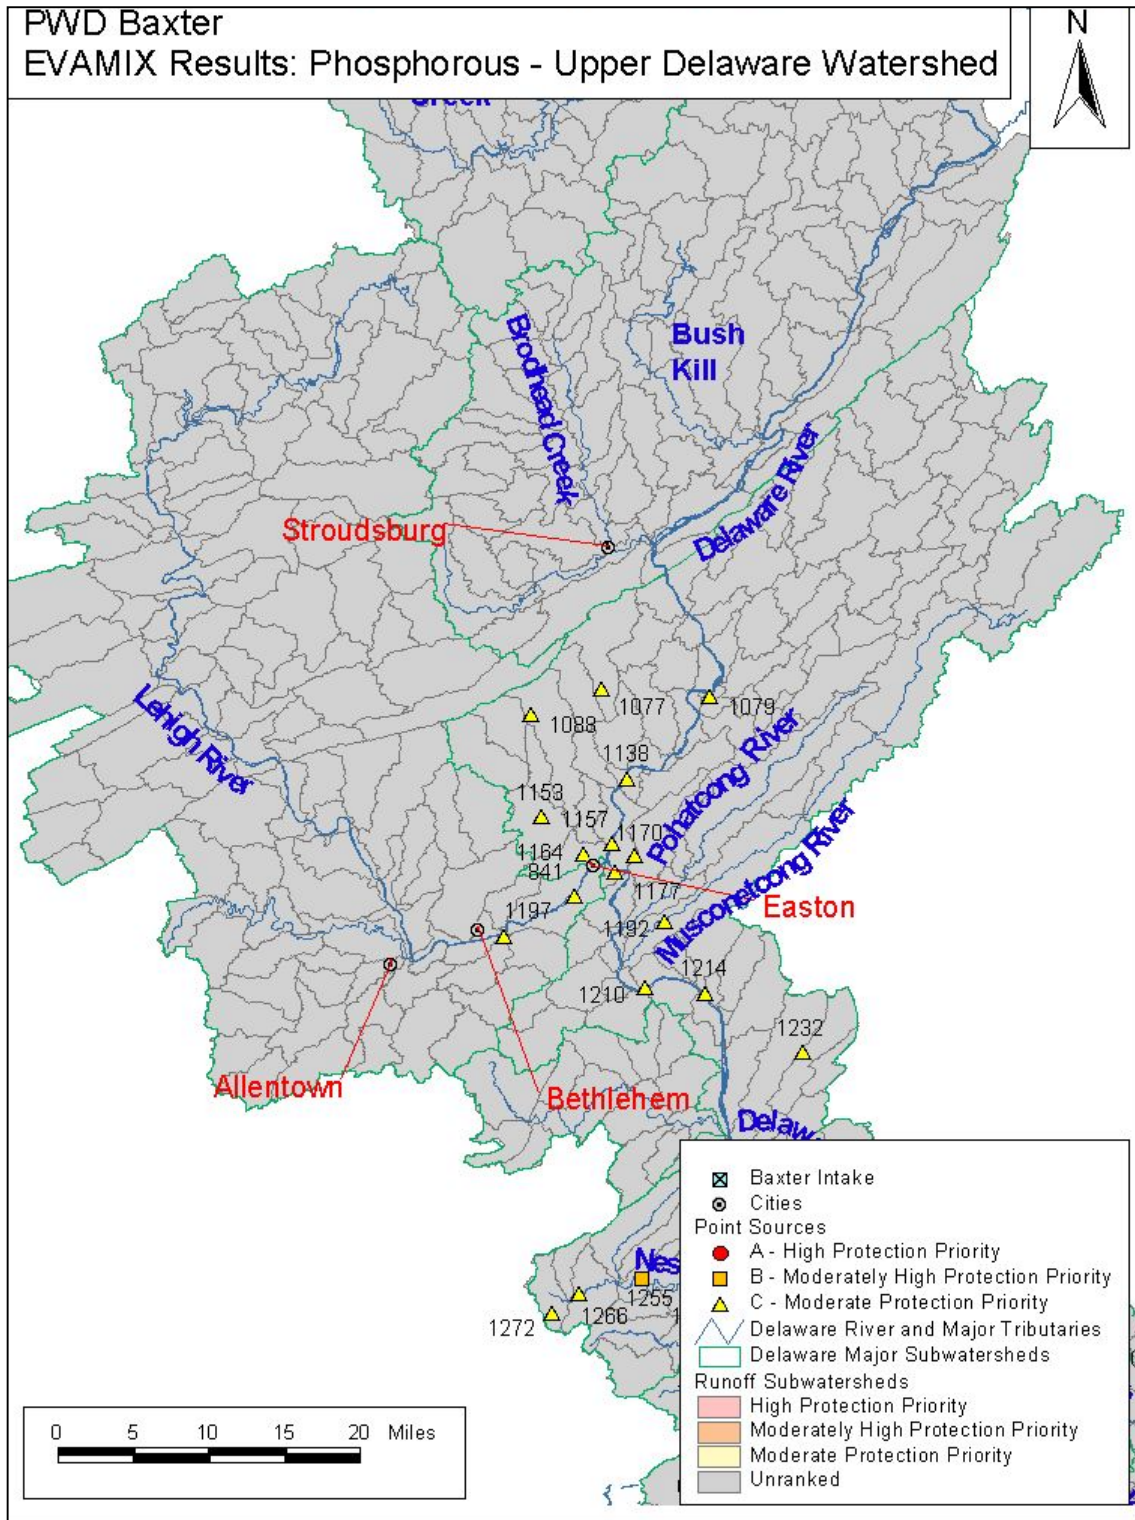 PWD Baxter
EVAMIX Results: Phosphorous - Upper Delaware Watershed
N
Creek
Brodhead Creek
Bush
Kill
Delaware River
Stroudsburg
Lehigh River
1077
1079
1088
1138
Pohatcong River
1153
1157
1170
1164
841
1177
Musconetcong River
Easton
1197
1192
1214
1210
1232
Allentown
Bethlehem
Delaw
Nes
1255
1266
1272
Baxter Intake
Cities
Point Sources
A - High Protection Priority
B - Moderately High Protection Priority
C - Moderate Protection Priority
Delaware River and Major Tributaries
Delaware Major Subwatersheds
Runoff Subwatersheds
High Protection Priority
Moderately High Protection Priority
Moderate Protection Priority
Unranked
0 5 10 15 20 Miles